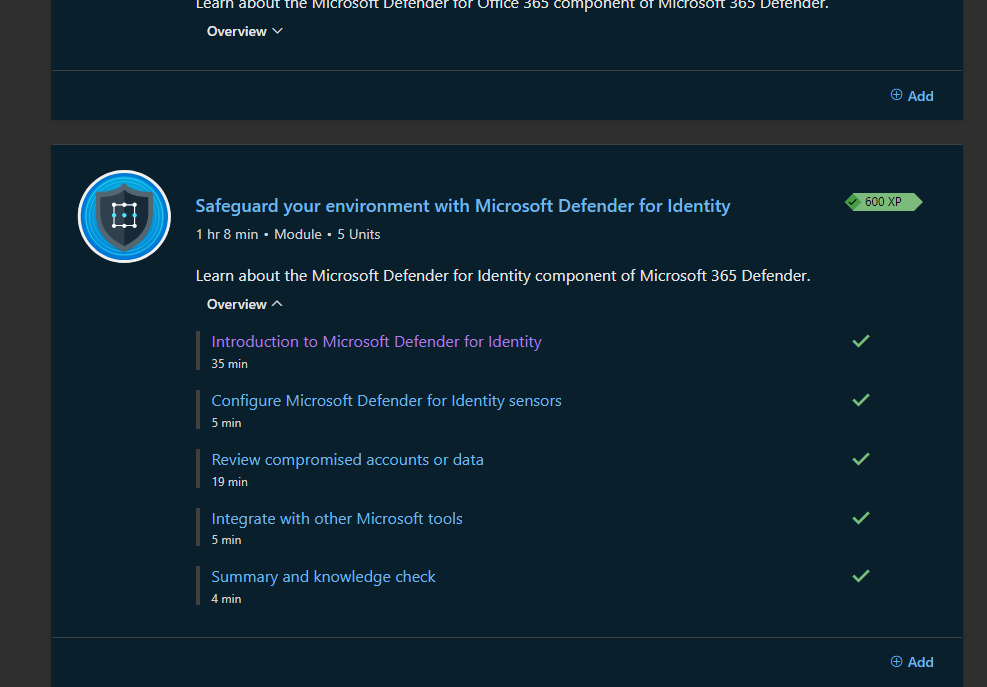 Learn about the Microsoft Defender for Office 365 component of Microsoft 365 Defender.
Overview
Add
Safeguard your environment with Microsoft Defender for Identity
600 XP
1 hr 8 min • Module • 5 Units
Learn about the Microsoft Defender for Identity component of Microsoft 365 Defender.
Overview
Introduction to Microsoft Defender for Identity
35 min
Configure Microsoft Defender for Identity sensors
5 min
Review compromised accounts or data
19 min
Integrate with other Microsoft tools
5 min
Summary and knowledge check
4 min
Add